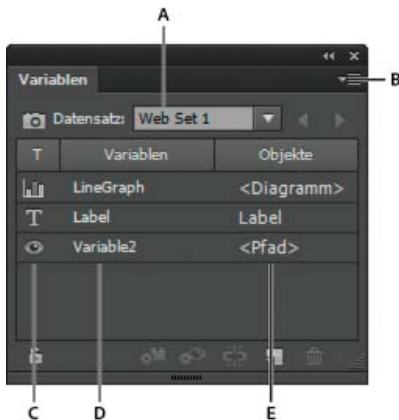 A
Variablen
B
Datensatz: Web Set 1
T Variablen Objekte
LineGraph <Diagramm>
T Label Label
Variable2 <Pfad>
C D E